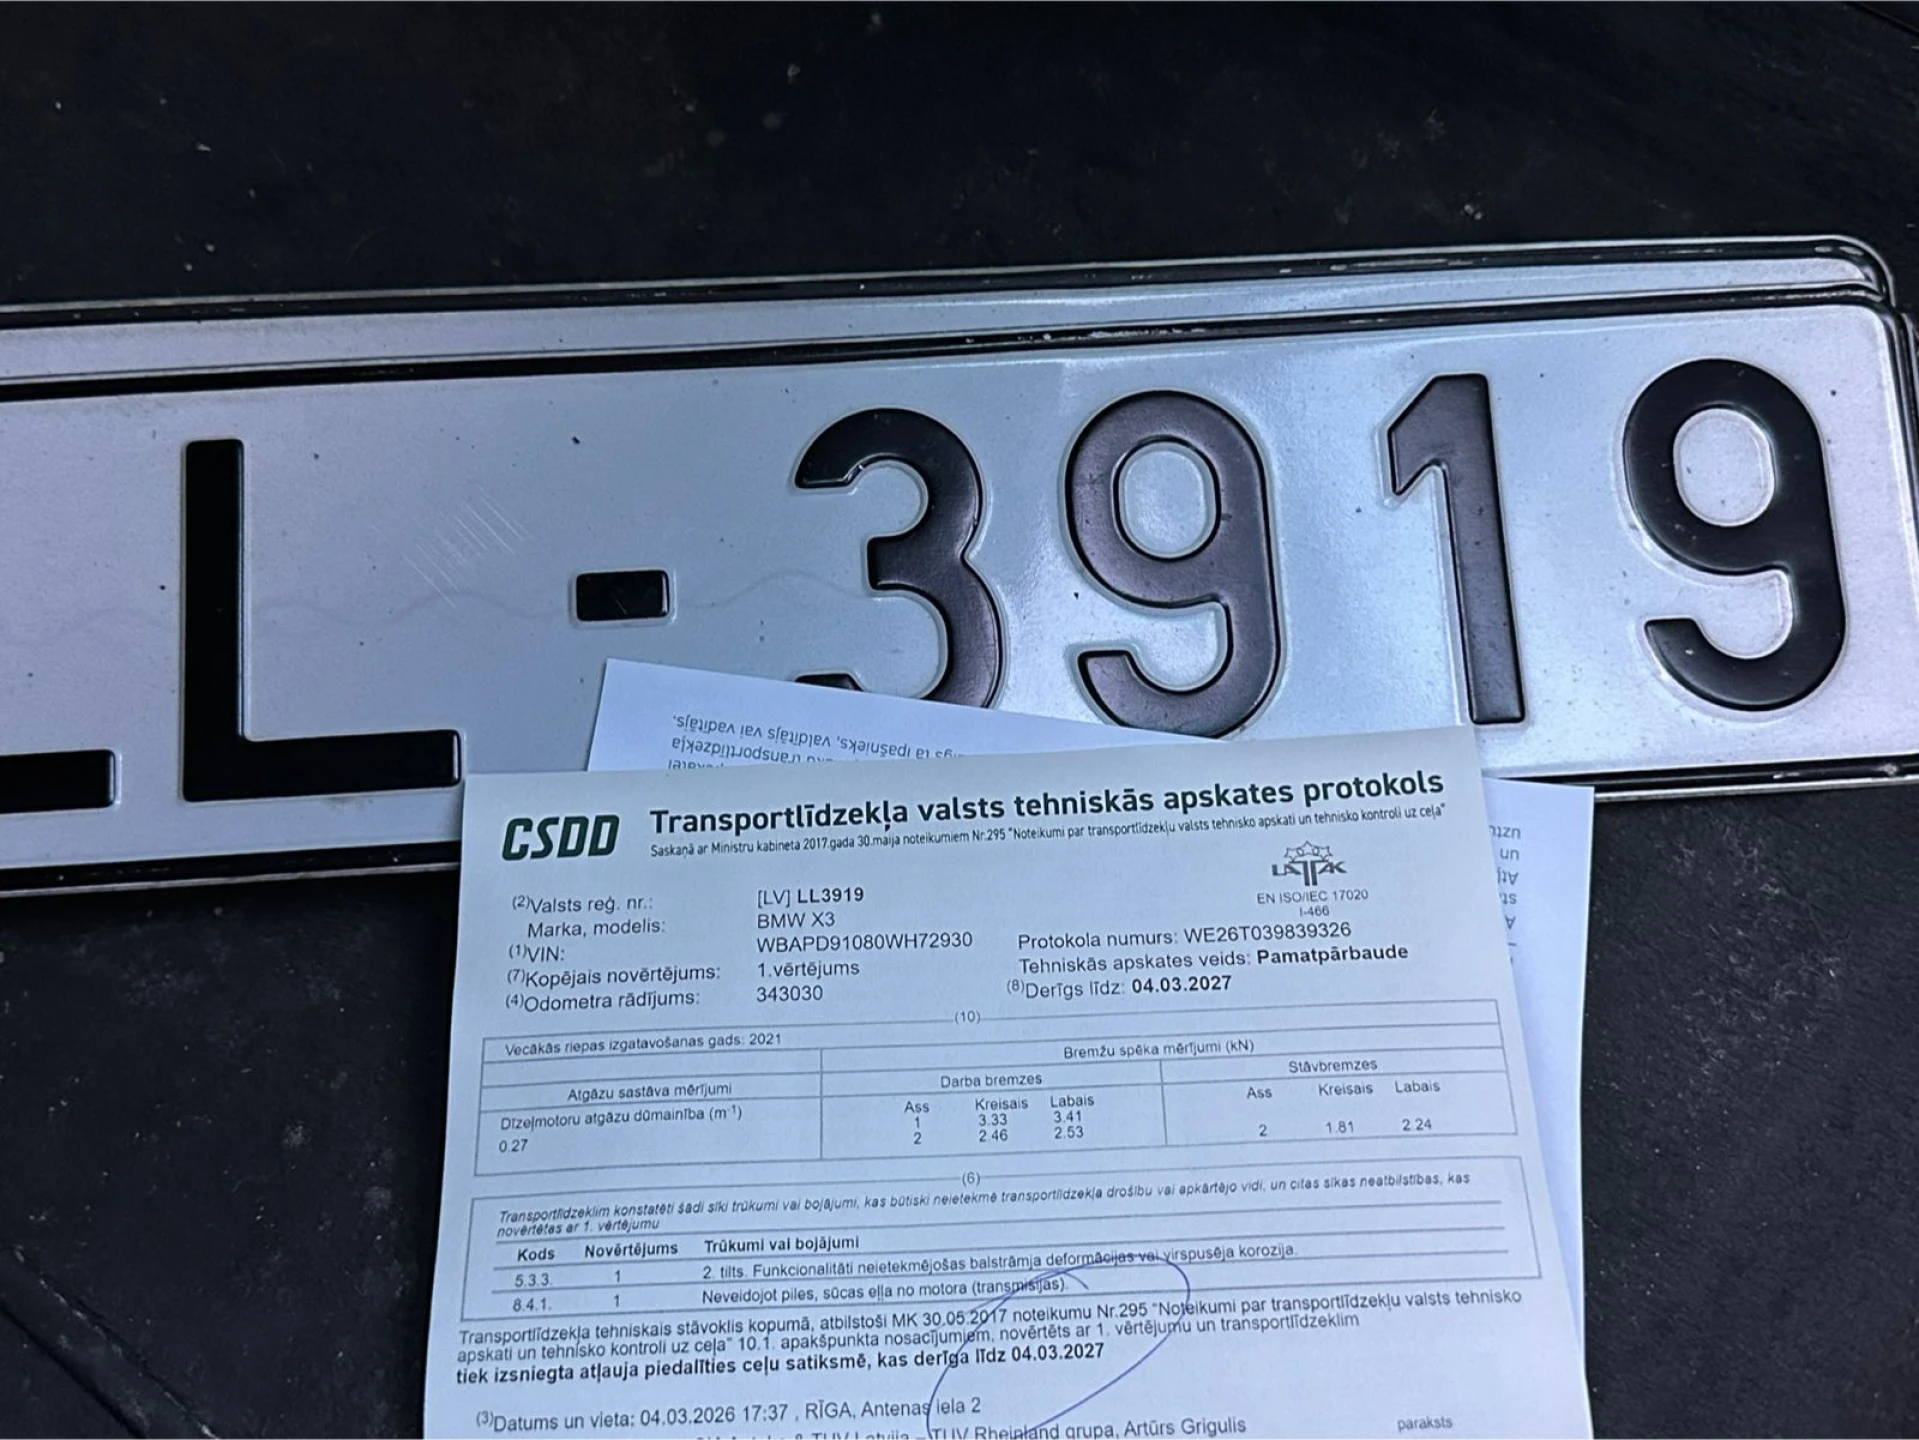 L-3919
nu transportlīdzekļa
gs tā īpašnieks, valdītājs vai vadītājs.
CSDD
Transportlīdzekļa valsts tehniskās apskates protokols
Saskaņā ar Ministru kabineta 2017.gada 30.maija noteikumiem Nr.295 "Noteikumi par transportlīdzekļu valsts tehnisko apskati un tehnisko kontroli uz ceļa"
LATAK
EN ISO/IEC 17020
I-466
(2)Valsts reģ. nr.: [LV] LL3919
Marka, modelis: BMW X3
(1)VIN: WBAPD91080WH72930
(7)Kopējais novērtējums: 1.vērtējums
(4)Odometra rādījums: 343030
Protokola numurs: WE26T039839326
Tehniskās apskates veids: Pamatpārbaude
(8)Derīgs līdz: 04.03.2027
(10)
Vecākās riepas izgatavošanas gads: 2021
Bremžu spēka mērījumi (kN)
Atgāzu sastāva mērījumi
Darba bremzes Stāvbremzes
Dīzeļmotoru atgāzu dūmainība (m-1)
0.27
Ass Kreisais Labais Ass Kreisais Labais
1 3.33 3.41
2 2.46 2.53 2 1.81 2.24
(6)
Transportlīdzeklim konstatēti šādi sīki trūkumi vai bojājumi, kas būtiski neietekmē transportlīdzekļa drošību vai apkārtējo vidi, un citas sīkas neatbilstības, kas
novērtētas ar 1. vērtējumu
Kods Novērtējums Trūkumi vai bojājumi
5.3.3. 1 2. tilts. Funkcionalitāti neietekmējošas balstrāmja deformācijas vai virspusēja korozija.
8.4.1. 1 Neveidojot piles, sūcas eļļa no motora (transmisijas).
Transportlīdzekļa tehniskais stāvoklis kopumā, atbilstoši MK 30.05.2017 noteikumu Nr.295 "Noteikumi par transportlīdzekļu valsts tehnisko
apskati un tehnisko kontroli uz ceļa" 10.1. apakšpunkta nosacījumiem, novērtēts ar 1. vērtējumu un transportlīdzeklim
tiek izsniegta atļauja piedalīties ceļu satiksmē, kas derīga līdz 04.03.2027
(3)Datums un vieta: 04.03.2026 17:37 , RĪGA, Antenas iela 2
TUV Latvija – TUV Rheinland grupa, Artūrs Grigulis
paraksts